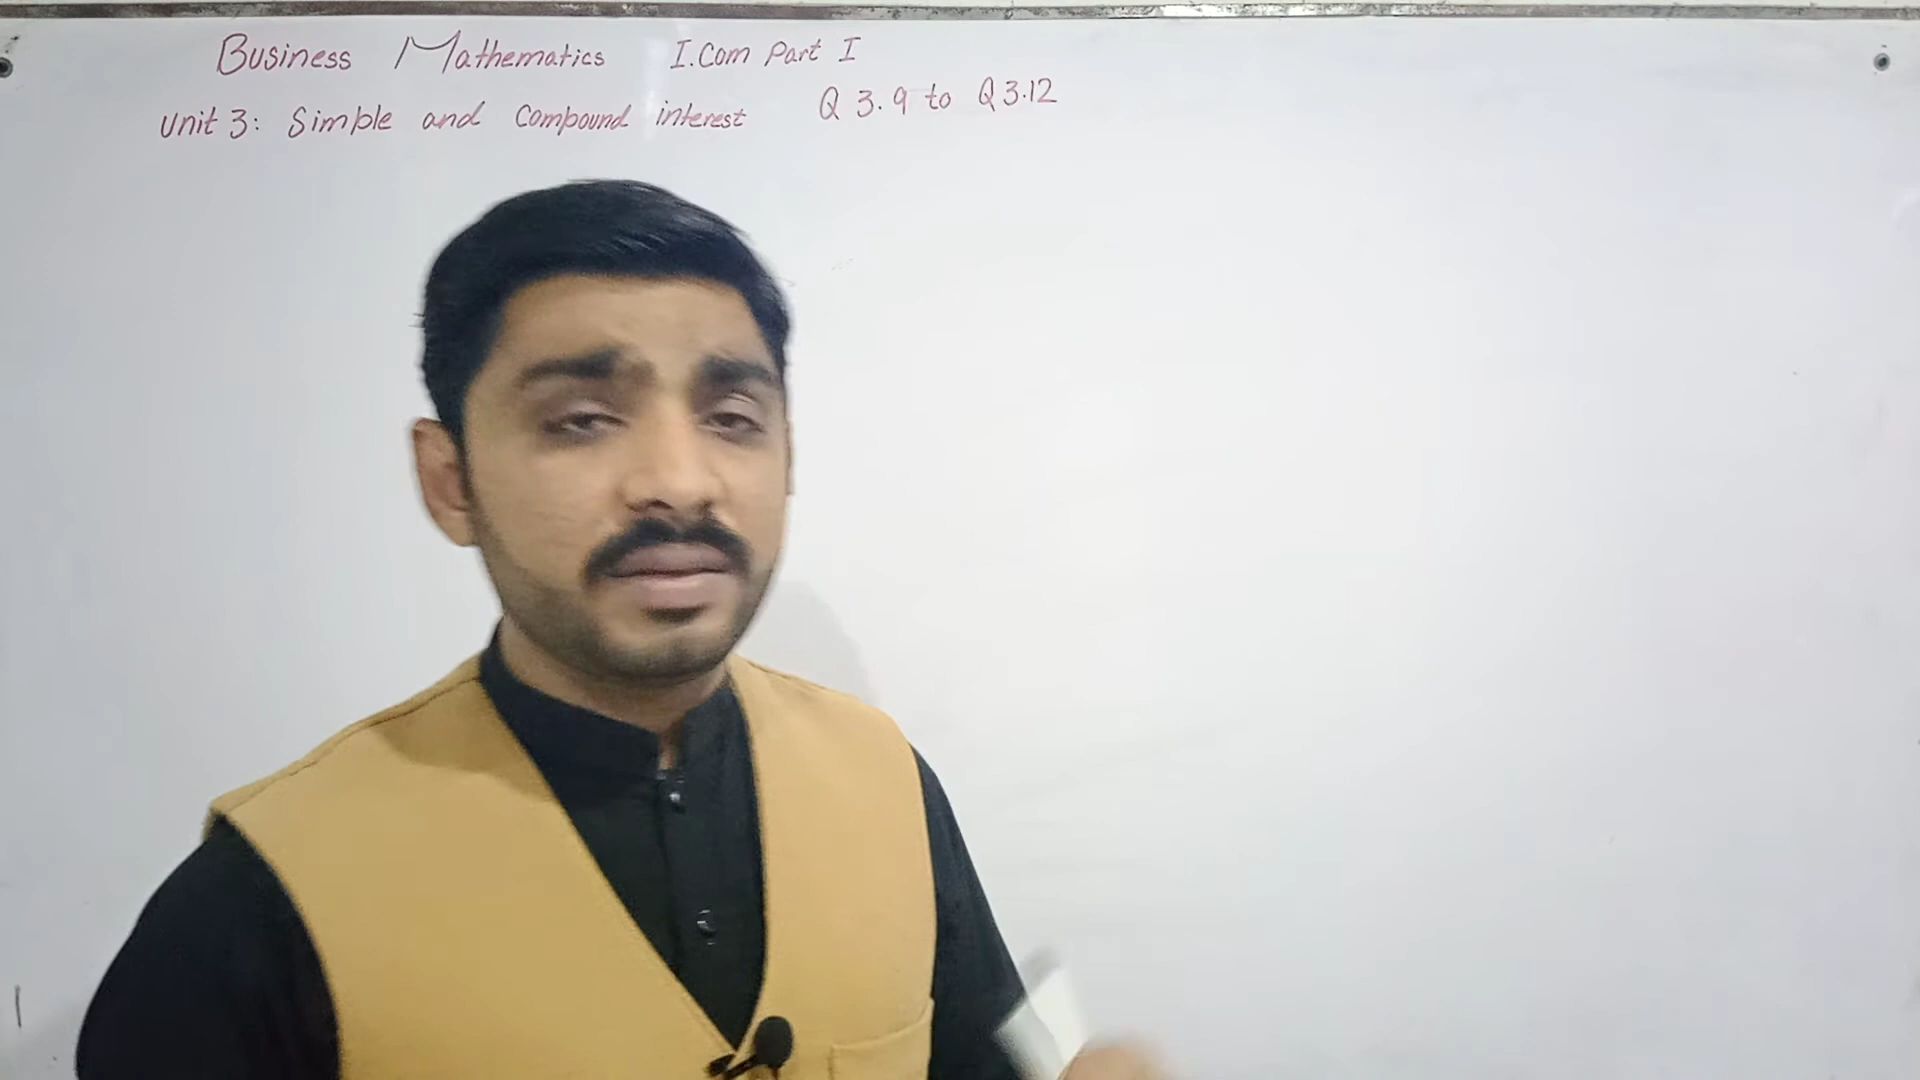 Business Mathematics I.Com Part I
Unit 3: Simple and Compound interest Q 3.9 to Q 3.12